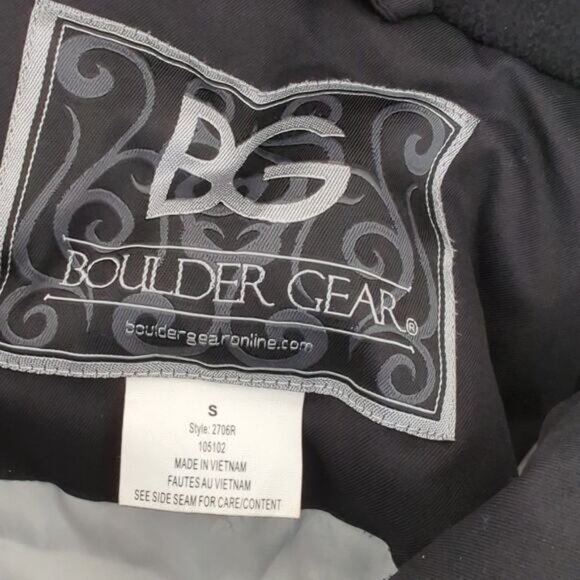 BG
BOULDER GEAR®
bouldergearonline.com
S
Style: 2706R
105102
MADE IN VIETNAM
FAUTES AU VIETNAM
SEE SIDE SEAM FOR CARE/CONTENT